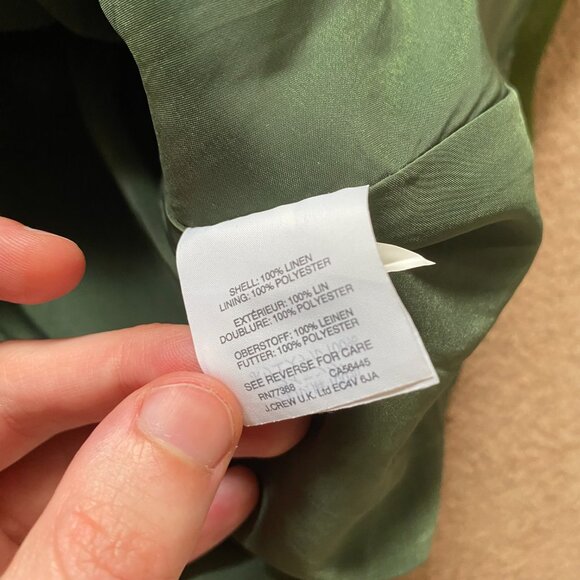 SHELL: 100% LINEN
LINING: 100% POLYESTER
EXTÉRIEUR: 100% LIN
DOUBLURE: 100% POLYESTER
OBERSTOFF: 100% LEINEN
FUTTER: 100% POLYESTER
SEE REVERSE FOR CARE
RN77388 CA56445
J.CREW U.K. Ltd EC4V 6JA